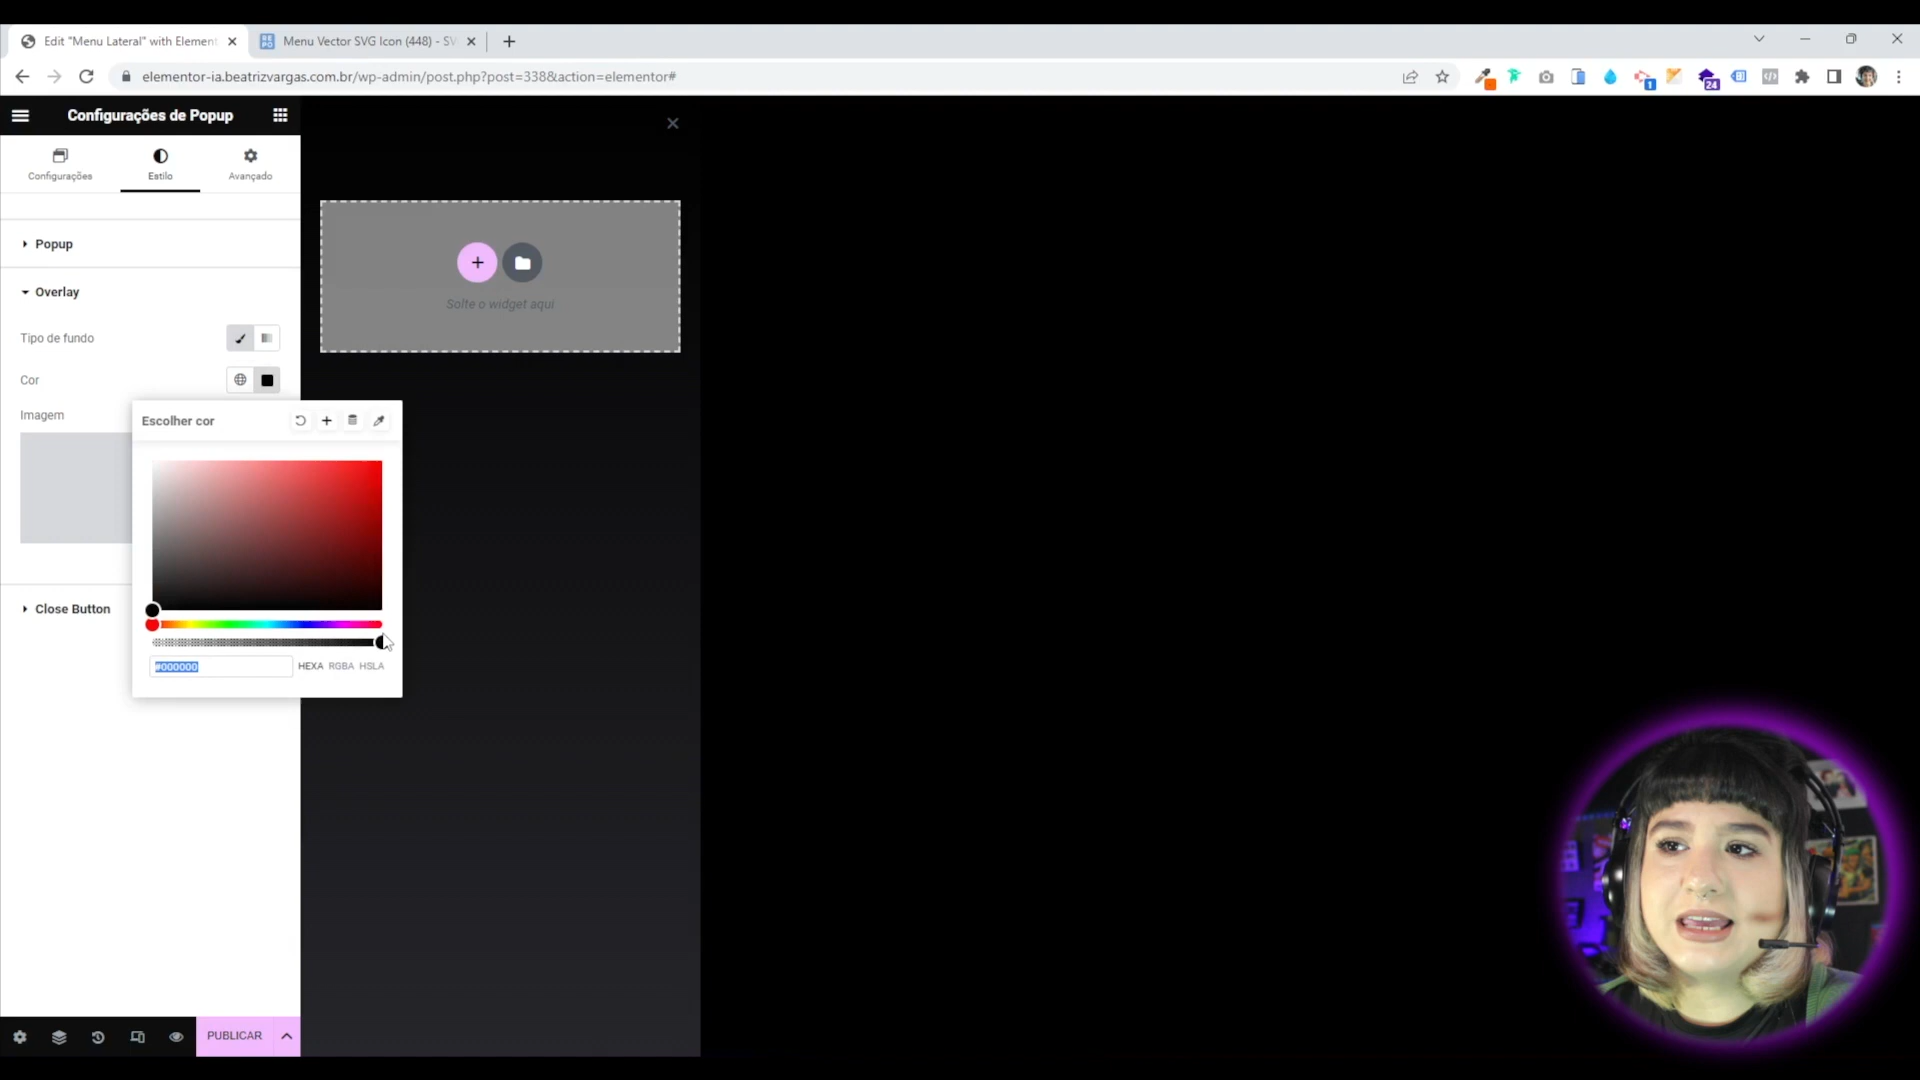 Edit "Menu Lateral" with Element
Menu Vector SVG Icon (448) - SV
elementor-ia.beatrizvargas.com.br/wp-admin/post.php?post=338&action=elementor#
1
24
Configurações de Popup
Configurações
Estilo
Avançado
Popup
Overlay
Tipo de fundo
Cor
Imagem
Escolher cor
#000000
HEXA RGBA HSLA
Close Button
Solte o widget aqui
PUBLICAR